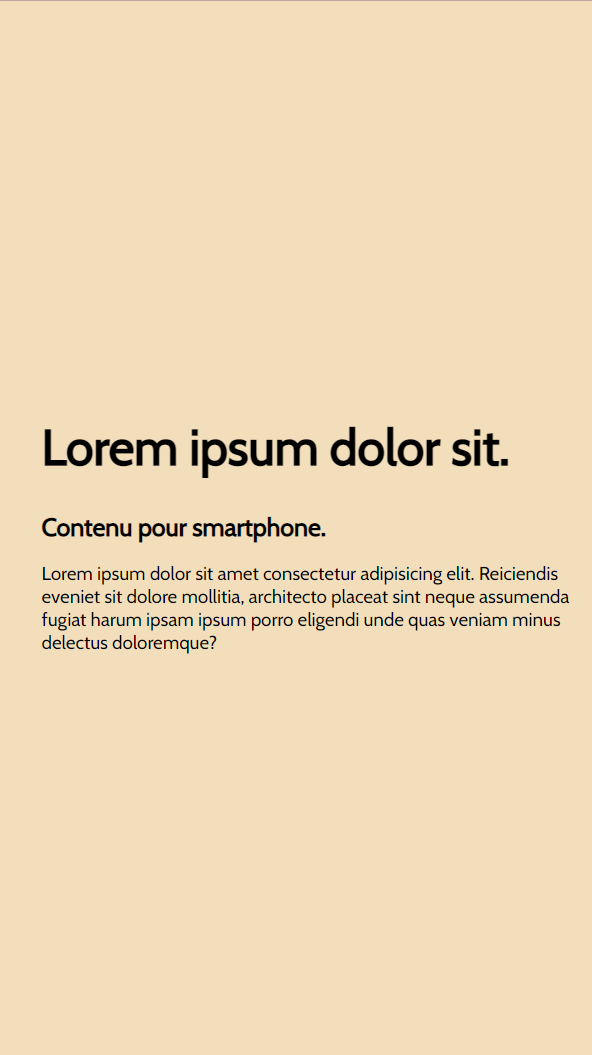 Lorem ipsum dolor sit.
Contenu pour smartphone.
Lorem ipsum dolor sit amet consectetur adipisicing elit. Reiciendis
eveniet sit dolore mollitia, architecto placeat sint neque assumenda
fugiat harum ipsam ipsum porro eligendi unde quas veniam minus
delectus doloremque?